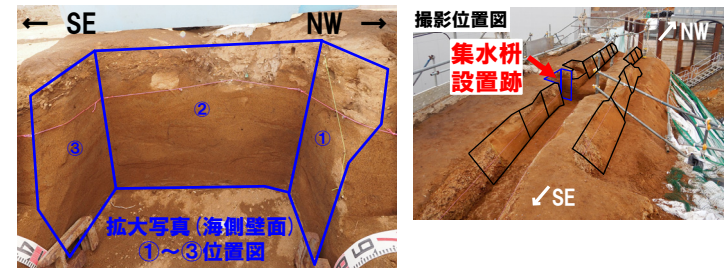 ← SE NW →
②
①
③
拡大写真(海側壁面)
①～③位置図
撮影位置図
NW
集水枡
設置跡
SE